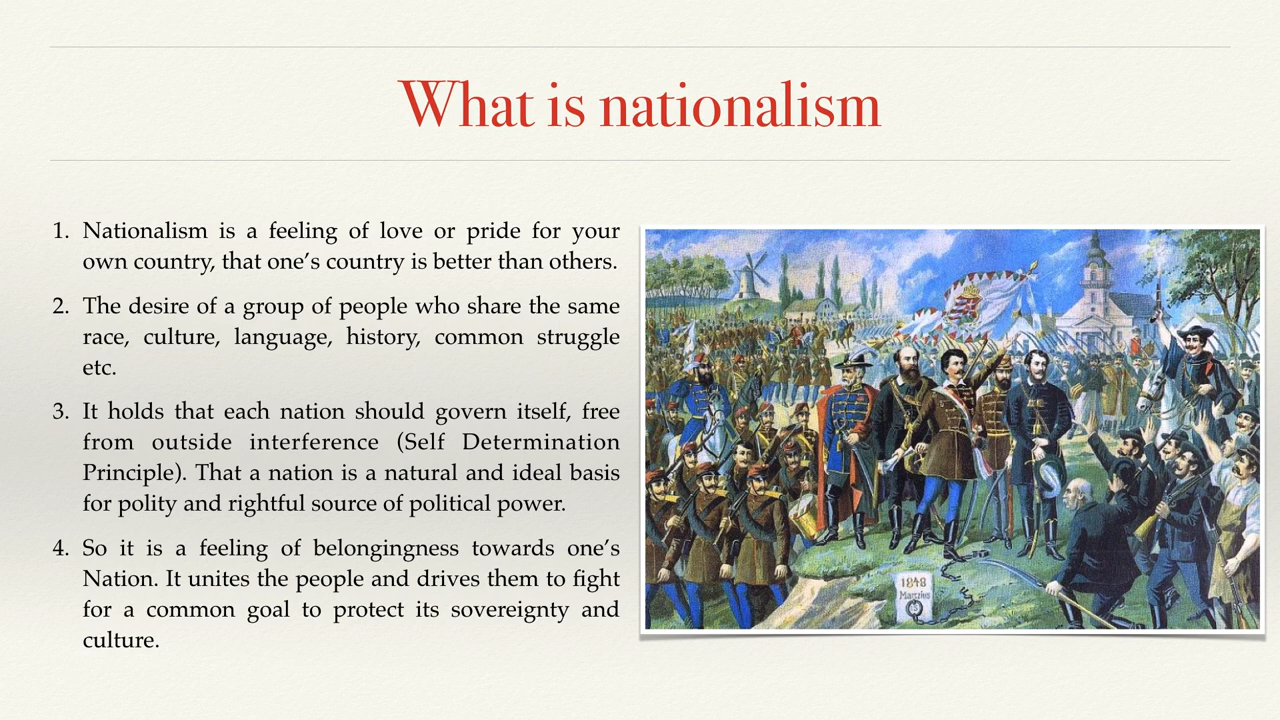 What is nationalism
1. Nationalism is a feeling of love or pride for your
own country, that one’s country is better than others.
2. The desire of a group of people who share the same
race, culture, language, history, common struggle
etc.
3. It holds that each nation should govern itself, free
from outside interference (Self Determination
Principle). That a nation is a natural and ideal basis
for polity and rightful source of political power.
4. So it is a feeling of belongingness towards one’s
Nation. It unites the people and drives them to fight
for a common goal to protect its sovereignty and
culture.
1848
Marczius